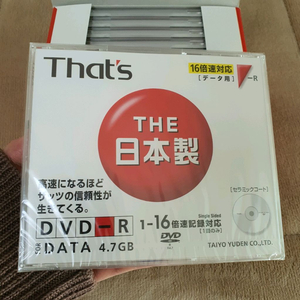 That's
16倍速対応
[データ用] -R
THE
日本製
高速になるほど
ザッツの信頼性が
生きてくる。
[セラミックコート]
DVD-R
DATA 4.7GB
Single Sided
1-16倍速記録対応
DVD
TAIYO YUDEN CO.,LTD.